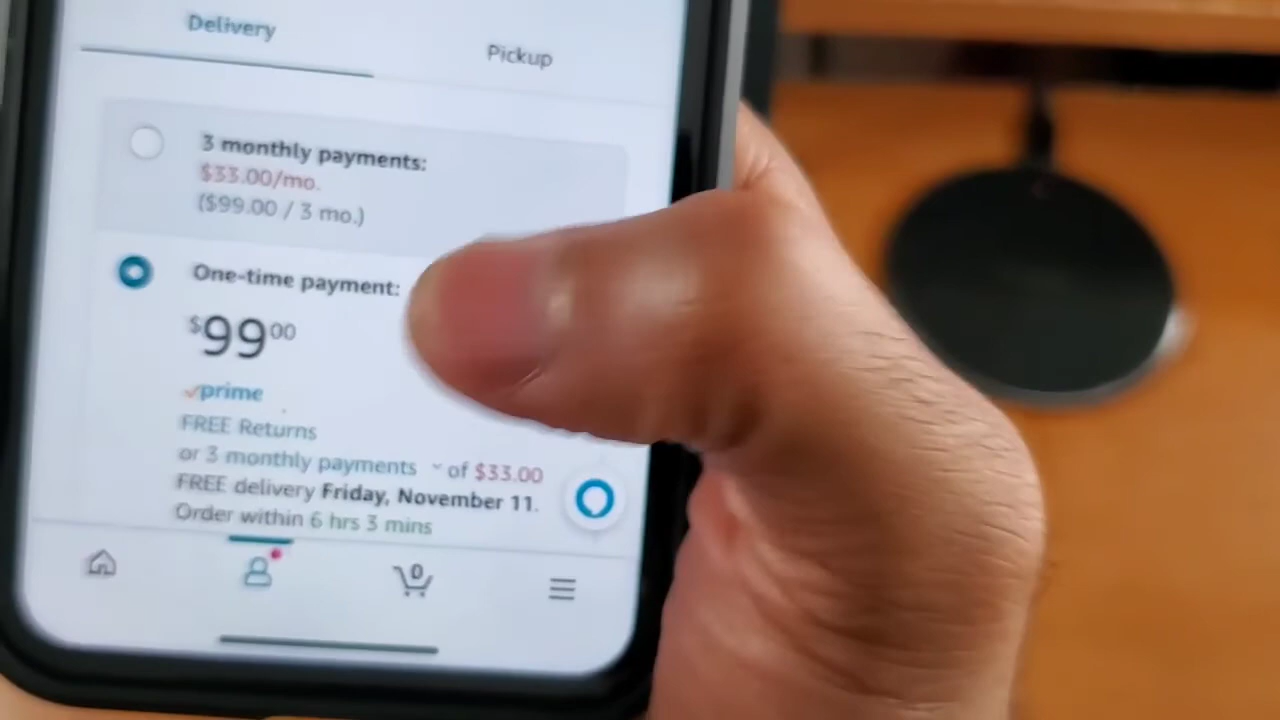 Delivery
Pickup
3 monthly payments:
$33.00/mo.
($99.00 / 3 mo.)
One-time payment:
$99.00
prime
FREE Returns
or 3 monthly payments of $33.00
FREE delivery Friday, November 11.
Order within 6 hrs 3 mins
0